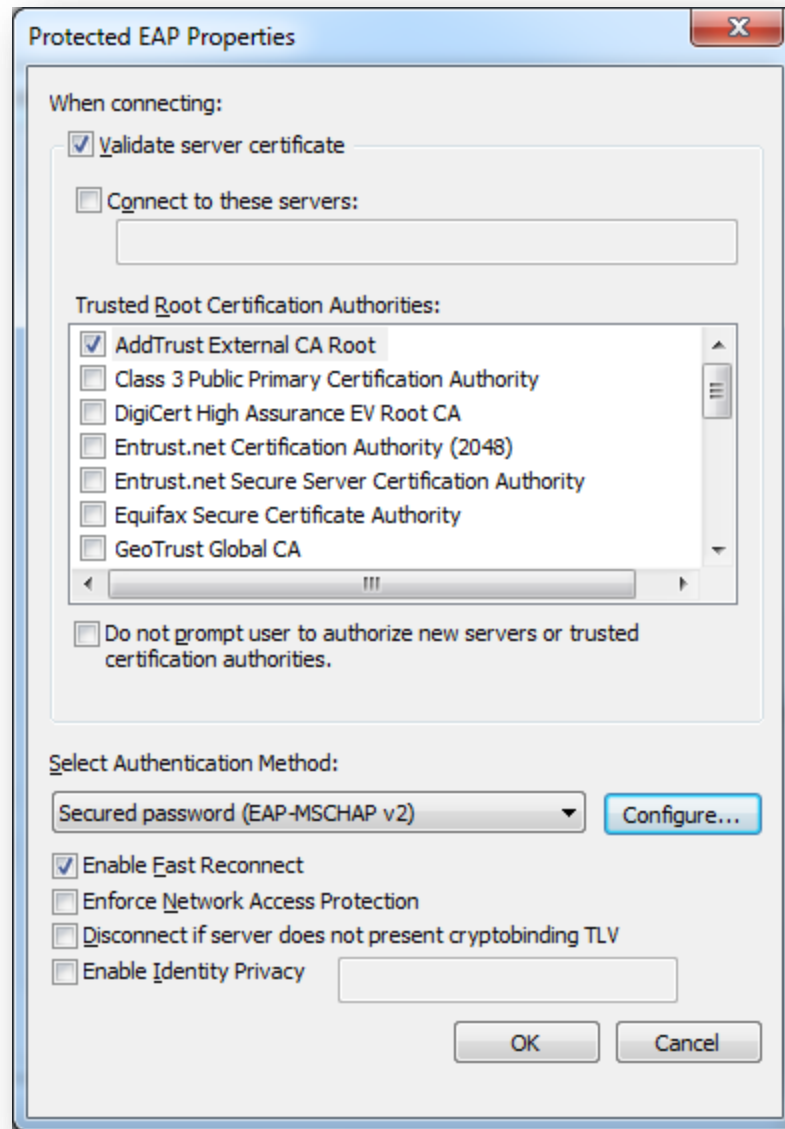 Protected EAP Properties
When connecting:
Validate server certificate
Connect to these servers:
Trusted Root Certification Authorities:
AddTrust External CA Root
Class 3 Public Primary Certification Authority
DigiCert High Assurance EV Root CA
Entrust.net Certification Authority (2048)
Entrust.net Secure Server Certification Authority
Equifax Secure Certificate Authority
GeoTrust Global CA
Do not prompt user to authorize new servers or trusted
certification authorities.
Select Authentication Method:
Secured password (EAP-MSCHAP v2) Configure...
Enable Fast Reconnect
Enforce Network Access Protection
Disconnect if server does not present cryptobinding TLV
Enable Identity Privacy
OK Cancel